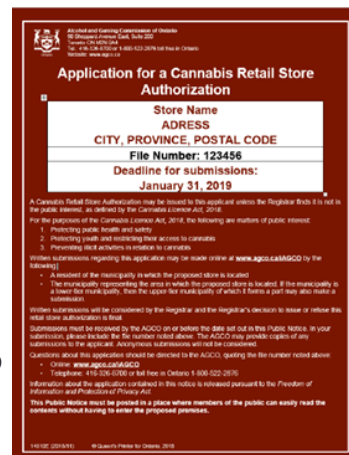 Alcohol and Gaming Commission of Ontario
90 Sheppard Avenue East, Suite 200
Toronto ON M2N 0A4
Tel.: 416-326-8700 or 1-800-522-2876 toll free in Ontario
Website: www.agco.ca
Application for a Cannabis Retail Store
Authorization
Store Name
ADRESS
CITY, PROVINCE, POSTAL CODE
File Number: 123456
Deadline for submissions:
January 31, 2019
A Cannabis Retail Store Authorization may be issued to this applicant unless the Registrar finds it is not in
the public interest, as defined by the Cannabis Licence Act, 2018.
For the purposes of the Cannabis Licence Act, 2018, the following are matters of public interest:
1. Protecting public health and safety
2. Protecting youth and restricting their access to cannabis
3. Preventing illicit activities in relation to cannabis
Written submissions regarding this application may be made online at www.agco.ca/iAGCO by the
following]
• A resident of the municipality in which the proposed store is located
• The municipality representing the area in which the proposed store is located. If the municipality is
a lower-tier municipality, then the upper-tier municipality of which it forms a part may also make a
submission
Written submissions will be considered by the Registrar and the Registrar's decision to issue or refuse this
retail store authorization is final.
Submissions must be received by the AGCO on or before the date set out in this Public Notice. In your
submission, please include the file number noted above. The AGCO may provide copies of any
submissions to the applicant. Anonymous submissions will not be considered.
Questions about this application should be directed to the AGCO, quoting the file number noted above:
• Online: www.agco.ca/iAGCO
• Telephone: 416-326-8700 or toll free in Ontario 1-800-522-2876
Information about the application contained in this notice is released pursuant to the Freedom of
Information and Protection of Privacy Act.
This Public Notice must be posted in a place where members of the public can easily read the
contents without having to enter the proposed premises.
© Queen's Printer for Ontario, 2018